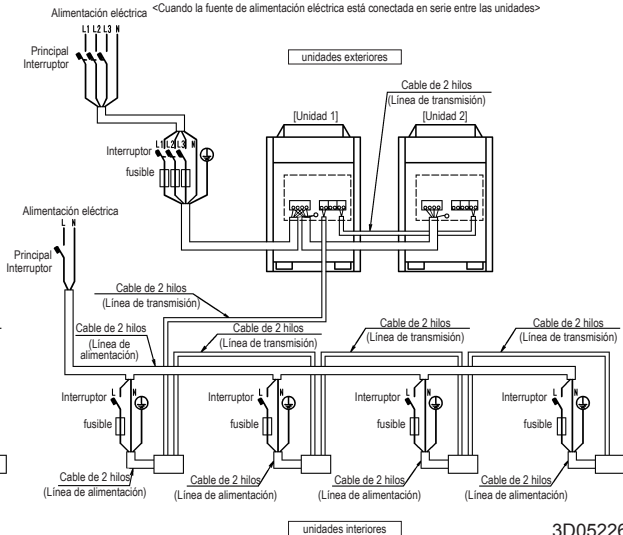 <Cuando la fuente de alimentación eléctrica está conectada en serie entre las unidades>
Alimentación eléctrica
L1 L2 L3 N
Principal
Interruptor
unidades exteriores
Cable de 2 hilos
(Línea de transmisión)
[Unidad 1]
[Unidad 2]
L1 L2 L3 N
Interruptor
fusible
Alimentación eléctrica
L N
Principal
Interruptor
Cable de 2 hilos
(Línea de transmisión)
Cable de 2 hilos
(Línea de
alimentación)
Cable de 2 hilos
(Línea de transmisión)
Cable de 2 hilos
(Línea de transmisión)
Cable de 2 hilos
(Línea de transmisión)
L N
Interruptor
fusible
L N
Interruptor
fusible
L N
Interruptor
fusible
L N
Interruptor
fusible
Cable de 2 hilos
(Línea de alimentación)
Cable de 2 hilos
(Línea de alimentación)
Cable de 2 hilos
(Línea de alimentación)
Cable de 2 hilos
(Línea de alimentación)
unidades interiores
3D05226